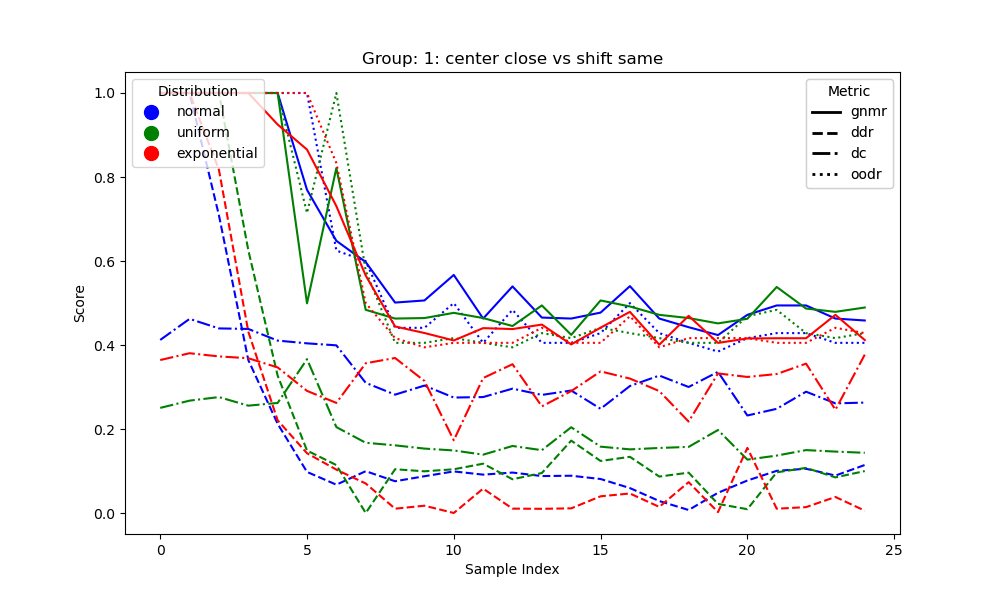 Group: 1: center close vs shift same
Distribution
normal
uniform
exponential
Metric
gnmr
ddr
dc
oodr
1.0
0.8
0.6
0.4
0.2
0.0
Score
0 5 10 15 20 25
Sample Index